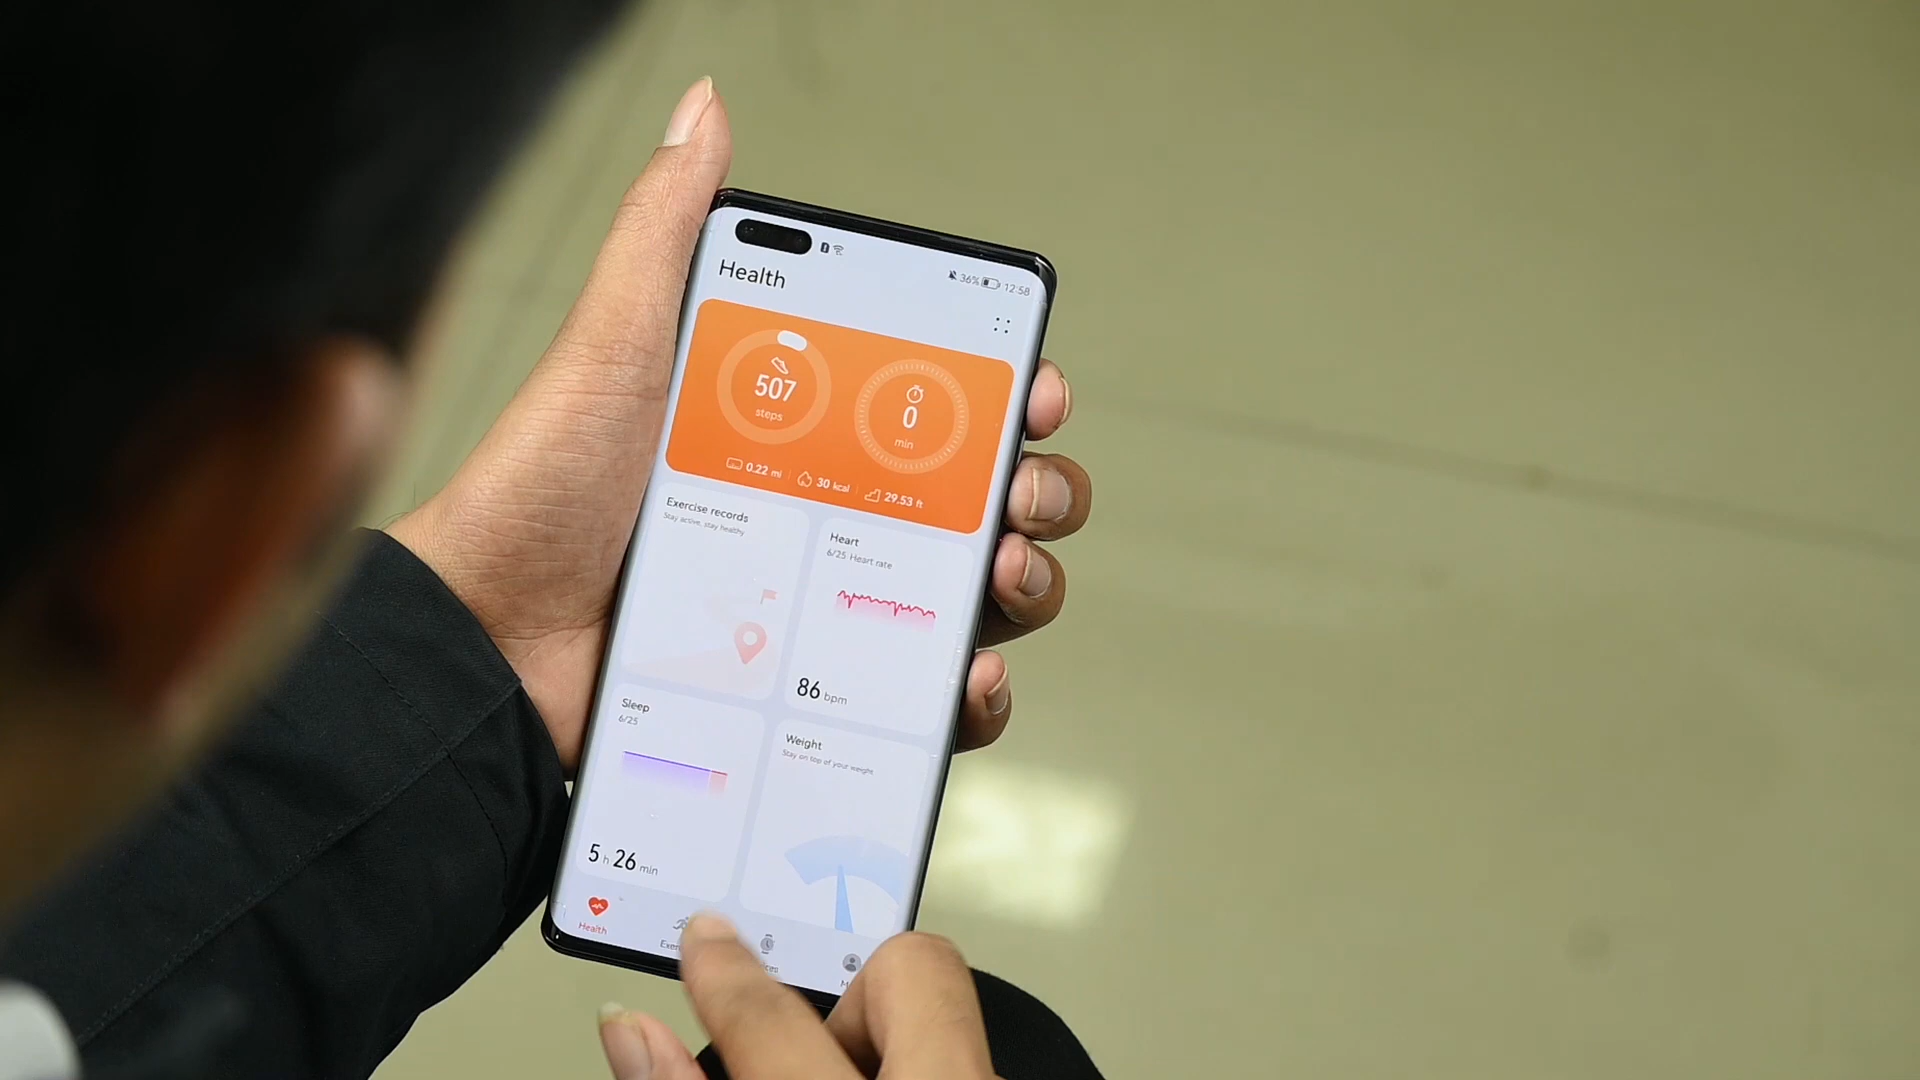 36% 12:58
Health
507
steps
0
min
0.22 mi
30 kcal
29.53 ft
Exercise records
Stay active, stay healthy
Heart
6/25 Heart rate
86 bpm
Sleep
6/25
5 h 26 min
Weight
Stay on top of your weight
Health